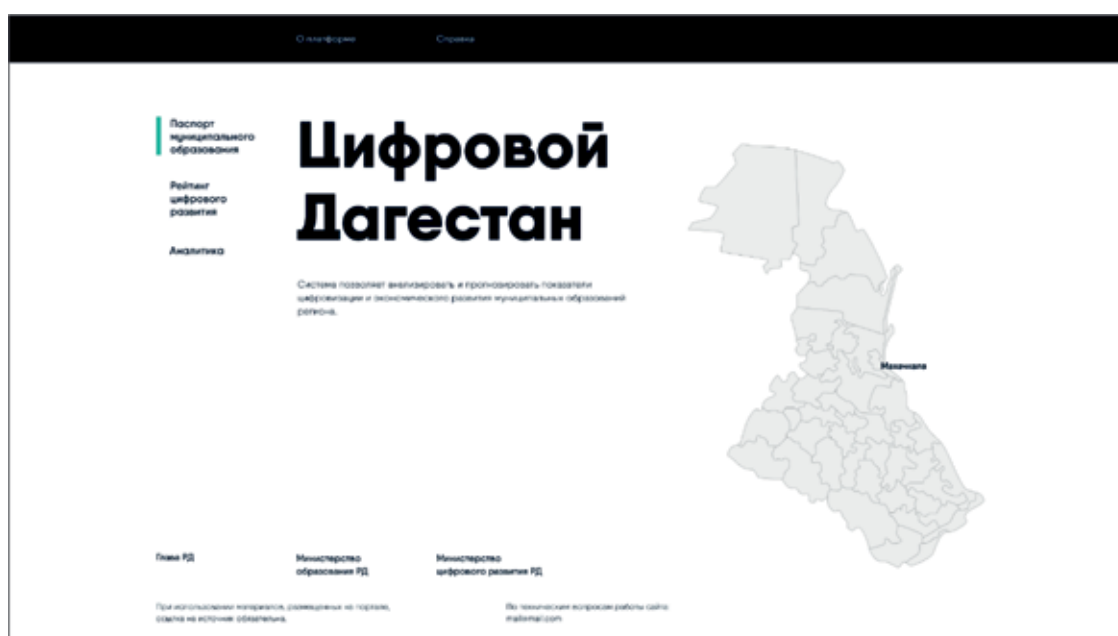 О платформе
Справка
Паспорт
муниципального
образования
Рейтинг
цифрового
развития
Аналитика
Цифровой
Дагестан
Система позволяет анализировать и прогнозировать показатели
цифровизации и экономического развития муниципальных образований
региона.
Махачкала
Глава РД
Министерство
образования РД
Министерство
цифрового развития РД
При использовании материалов, размещенных на портале,
ссылка на источник обязательна.
По техническим вопросам работы сайта